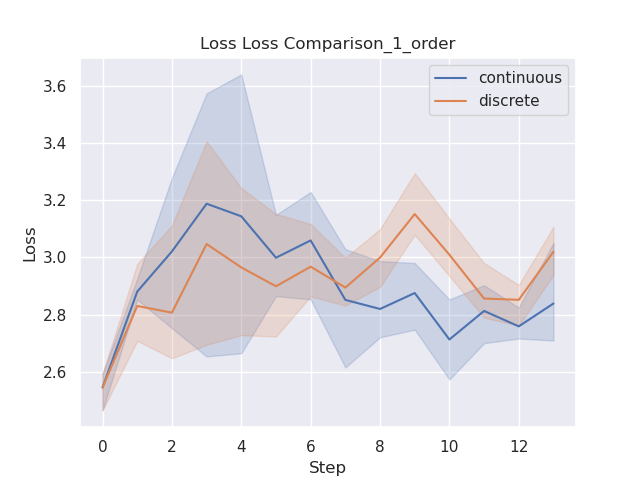 Loss Loss Comparison_1_order
continuous
discrete
3.6
3.4
3.2
3.0
2.8
2.6
Loss
0 2 4 6 8 10 12
Step